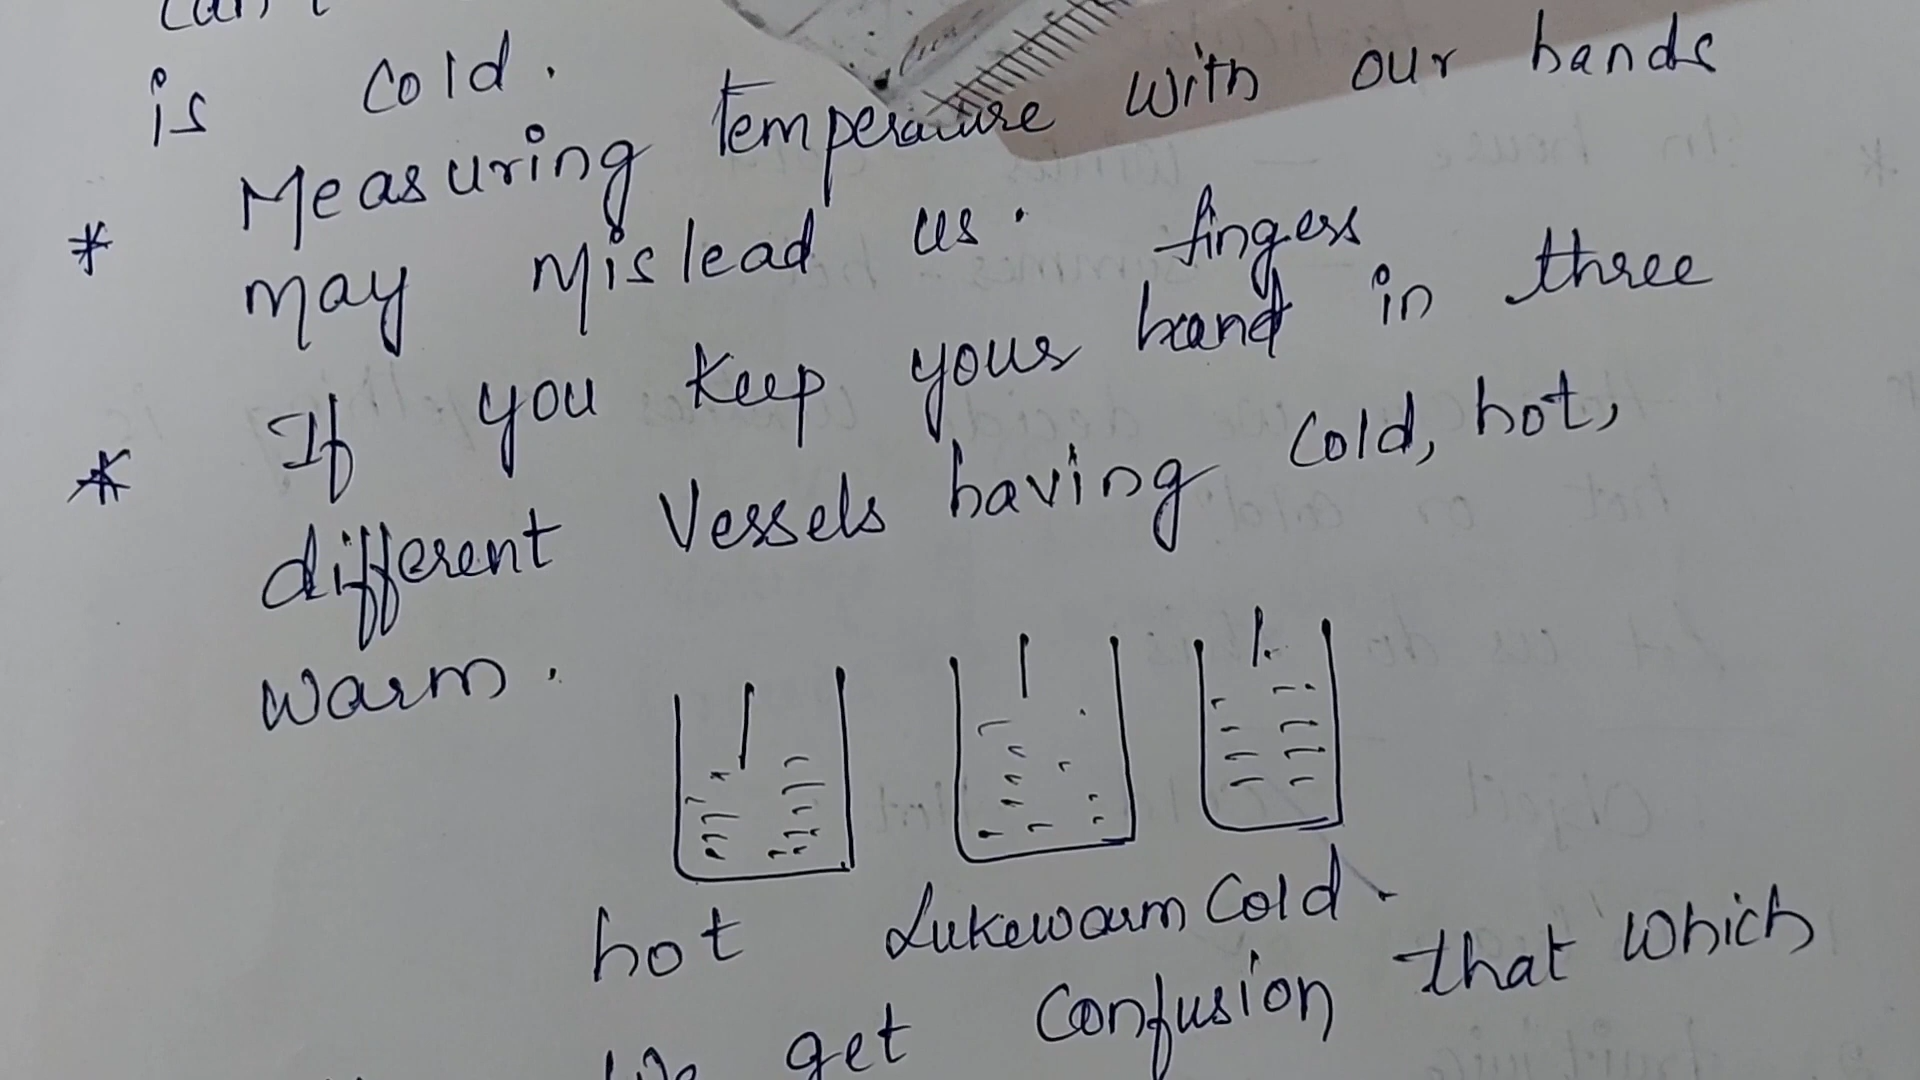 is cold.
* Measuring temperature with our hands
may mislead us.
fingers
* If you keep your hand in three
different vessels having cold, hot,
warm.
hot Lukewarm Cold.
get confusion that which